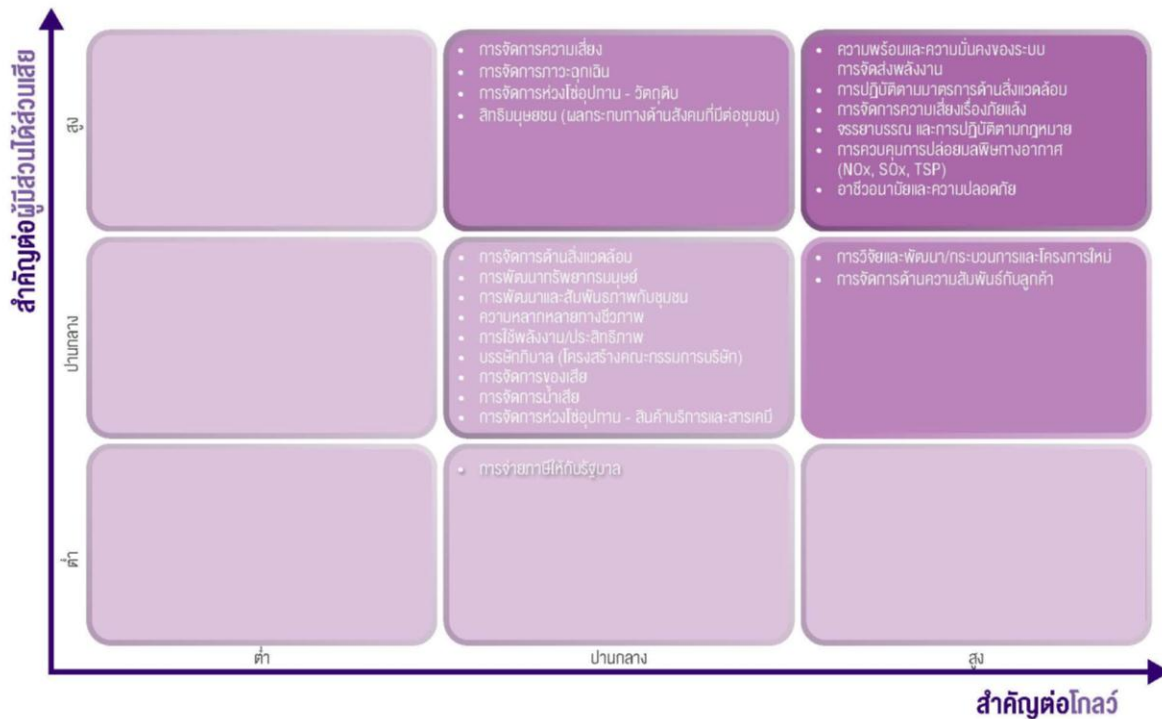 สำคัญต่อผู้มีส่วนได้ส่วนเสีย
สูง
• การจัดการความเสี่ยง
• การจัดการภาวะฉุกเฉิน
• การจัดการห่วงโซ่อุปทาน - วัตถุดิบ
• สิทธิมนุษยชน (ผลกระทบทางด้านสังคมที่มีต่อชุมชน)
• ความพร้อมและความมั่นคงของระบบ
การจัดส่งพลังงาน
• การปฏิบัติตามมาตรการด้านสิ่งแวดล้อม
• การจัดการความเสี่ยงเรื่องภัยแล้ง
• จรรยาบรรณ และการปฏิบัติตามกฎหมาย
• การควบคุมการปล่อยมลพิษทางอากาศ
(NOx, SOx, TSP)
• อาชีวอนามัยและความปลอดภัย
ปานกลาง
• การจัดการด้านสิ่งแวดล้อม
• การพัฒนาทรัพยากรมนุษย์
• การพัฒนาและสัมพันธภาพกับชุมชน
• ความหลากหลายทางชีวภาพ
• การใช้พลังงาน/ประสิทธิภาพ
• บรรษัทภิบาล (โครงสร้างคณะกรรมการบริษัท)
• การจัดการของเสีย
• การจัดการน้ำเสีย
• การจัดการห่วงโซ่อุปทาน - สินค้าบริการและสารเคมี
• การวิจัยและพัฒนา/กระบวนการและโครงการใหม่
• การจัดการด้านความสัมพันธ์กับลูกค้า
ต่ำ
• การจ่ายภาษีให้กับรัฐบาล
ต่ำ
ปานกลาง
สูง
สำคัญต่อโกลว์